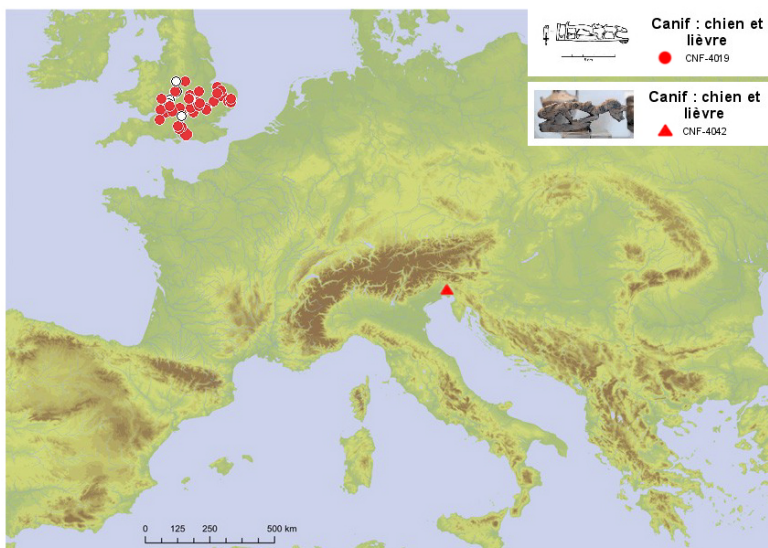 Canif : chien et
lièvre
CNF-4019
Canif : chien et
lièvre
CNF-4042
0 125 250 500 km